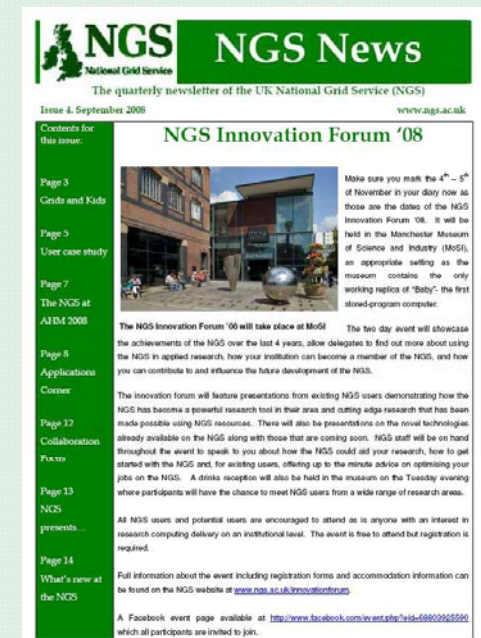 NGS
National Grid Service
NGS News
The quarterly newsletter of the UK National Grid Service (NGS)
Issue 4, September 2008
www.ngs.ac.uk
Contents for
this issue:
Page 3
Grids and Kids
Page 5
User case study
Page 7
The NGS at
AHM 2008
Page 8
Applications
Corner
Page 12
Collaboration
Focus
Page 13
NGS
presents…
Page 14
What's new at
the NGS
NGS Innovation Forum '08
Make sure you mark the 4th – 5th
of November in your diary now as
those are the dates of the NGS
Innovation Forum '08. It will be
held in the Manchester Museum
of Science and Industry (MoSI),
an appropriate setting as the
museum contains the only
working replica of "Baby"- the first
stored-program computer.
The NGS Innovation Forum '08 will take place at MoSI
The two day event will showcase
the achievements of the NGS over the last 4 years, allow delegates to find out more about using
the NGS in applied research, how your institution can become a member of the NGS, and how
you can contribute to and influence the future development of the NGS.
The innovation forum will feature presentations from existing NGS users demonstrating how the
NGS has become a powerful research tool in their area and cutting edge research that has been
made possible using NGS resources. There will also be presentations on the novel technologies
already available on the NGS along with those that are coming soon. NGS staff will be on hand
throughout the event to speak to you about how the NGS could aid your research, how to get
started with the NGS and, for existing users, offering up to the minute advice on optimising your
jobs on the NGS. A drinks reception will also be held in the museum on the Tuesday evening
where participants will have the chance to meet NGS users from a wide range of research areas.
All NGS users and potential users are encouraged to attend as is anyone with an interest in
research computing delivery on an institutional level. The event is free to attend but registration is
required.
Full information about the event including registration forms and accommodation information can
be found on the NGS website at www.ngs.ac.uk/innovationforum.
A Facebook event page available at http://www.facebook.com/event.php?eid=
which all participants are invited to join.